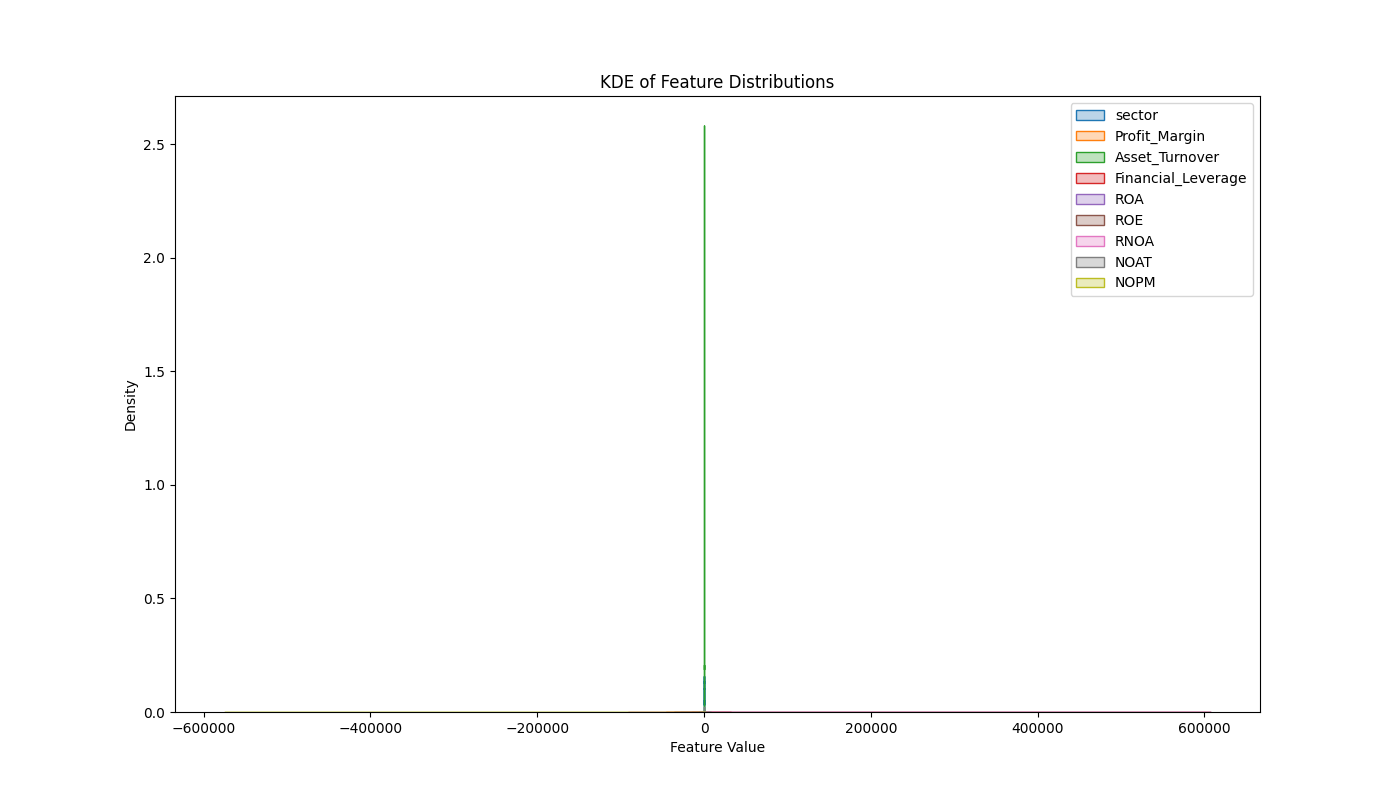 KDE of Feature Distributions
sector
Profit_Margin
Asset_Turnover
Financial_Leverage
ROA
ROE
RNOA
NOAT
NOPM
2.5
2.0
1.5
1.0
0.5
0.0
Density
−600000
−400000
−200000
0
200000
400000
600000
Feature Value